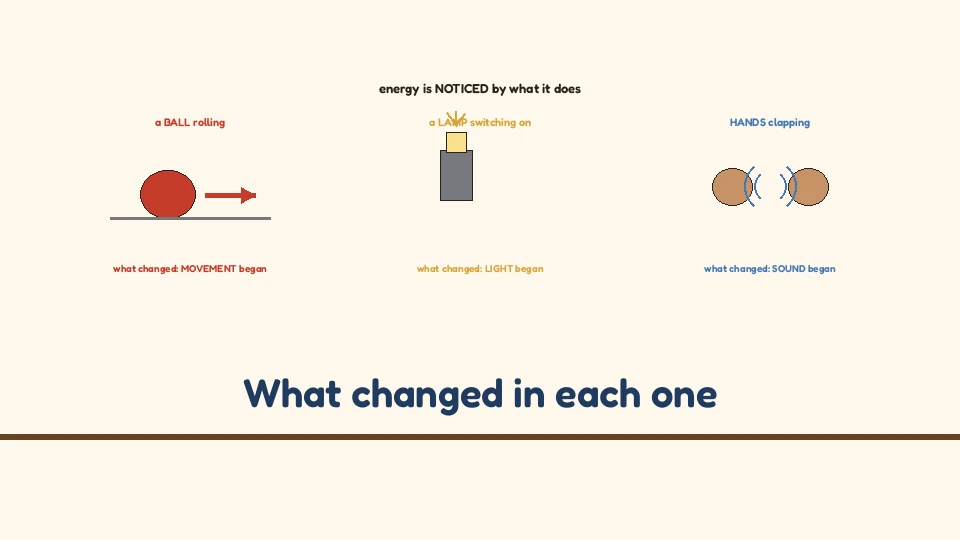 energy is NOTICED by what it does
a BALL rolling
a LAMP switching on
HANDS clapping
what changed: MOVEMENT began
what changed: LIGHT began
what changed: SOUND began
What changed in each one